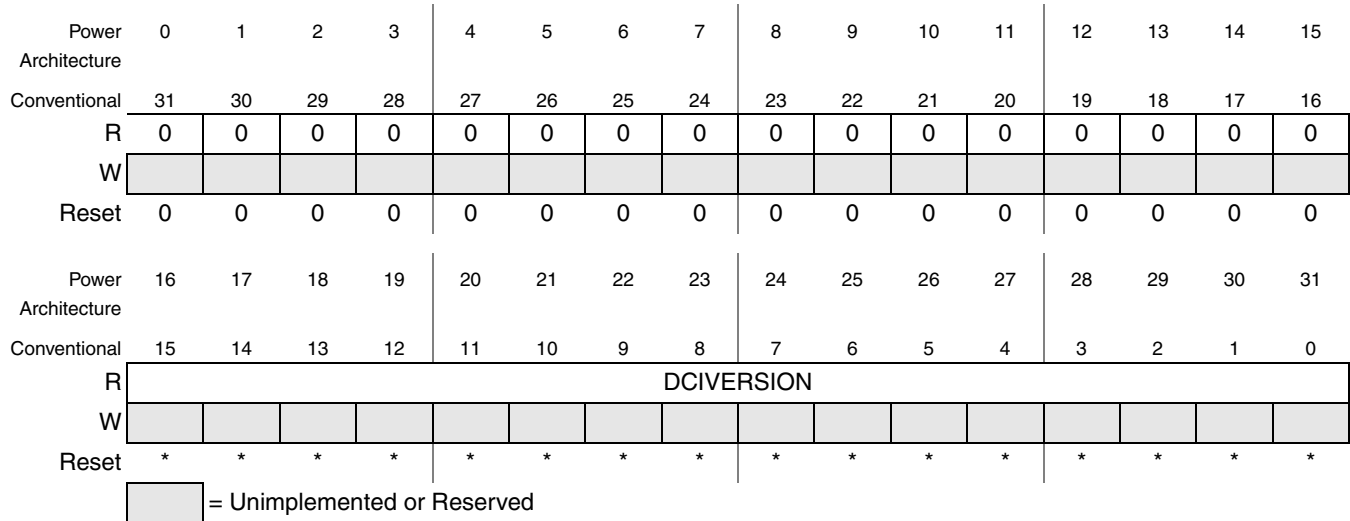 Power Architecture 0 1 2 3 4 5 6 7 8 9 10 11 12 13 14 15
Conventional 31 30 29 28 27 26 25 24 23 22 21 20 19 18 17 16
R 0 0 0 0 0 0 0 0 0 0 0 0 0 0 0 0
W
Reset 0 0 0 0 0 0 0 0 0 0 0 0 0 0 0 0
Power Architecture 16 17 18 19 20 21 22 23 24 25 26 27 28 29 30 31
Conventional 15 14 13 12 11 10 9 8 7 6 5 4 3 2 1 0
R DCIVERSION
W
Reset * * * * * * * * * * * * * * * *
= Unimplemented or Reserved